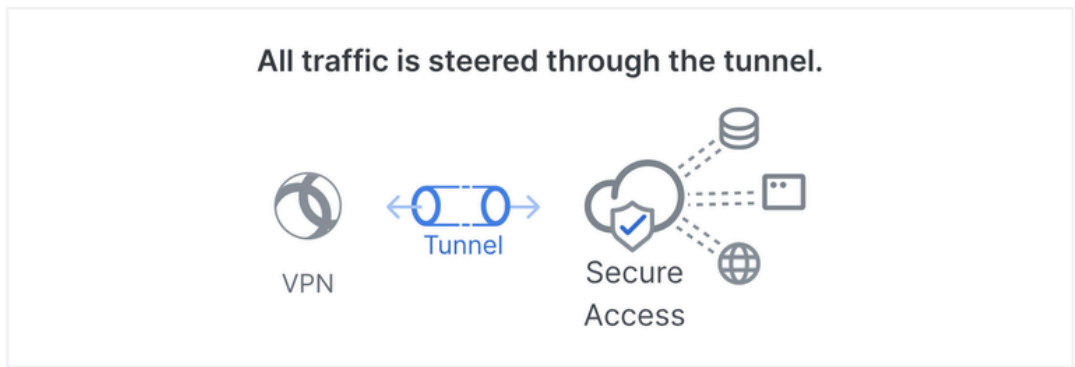 All traffic is steered through the tunnel.
Tunnel
VPN
Secure
Access